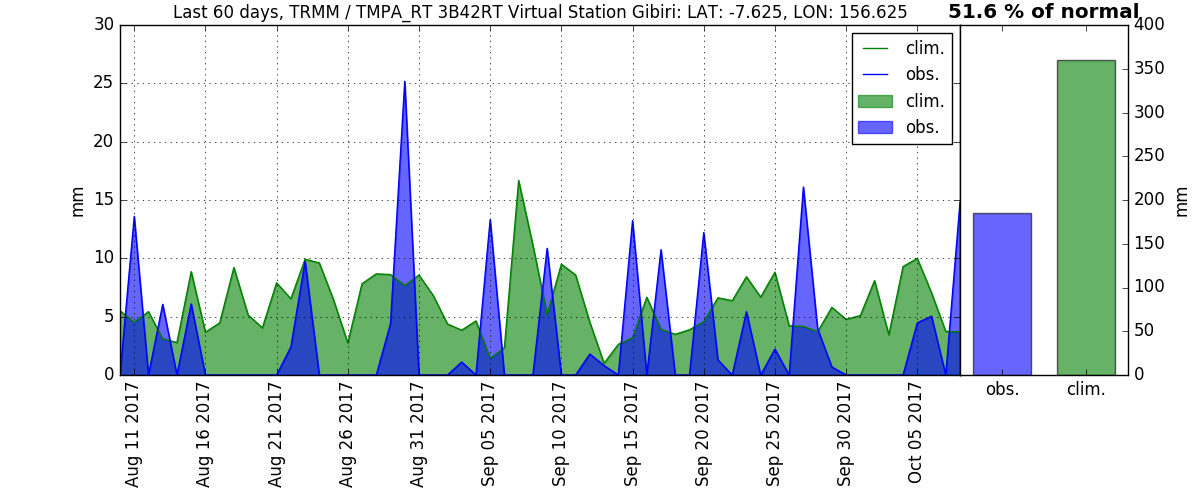 Last 60 days, TRMM / TMPA_RT 3B42RT Virtual Station Gibiri: LAT: -7.625, LON: 156.625
51.6 % of normal
30
25
20
15
10
5
0
mm
clim.
obs.
clim.
obs.
Aug 11 2017
Aug 16 2017
Aug 21 2017
Aug 26 2017
Aug 31 2017
Sep 05 2017
Sep 10 2017
Sep 15 2017
Sep 20 2017
Sep 25 2017
Sep 30 2017
Oct 05 2017
400
350
300
250
200
150
100
50
0
mm
obs.
clim.